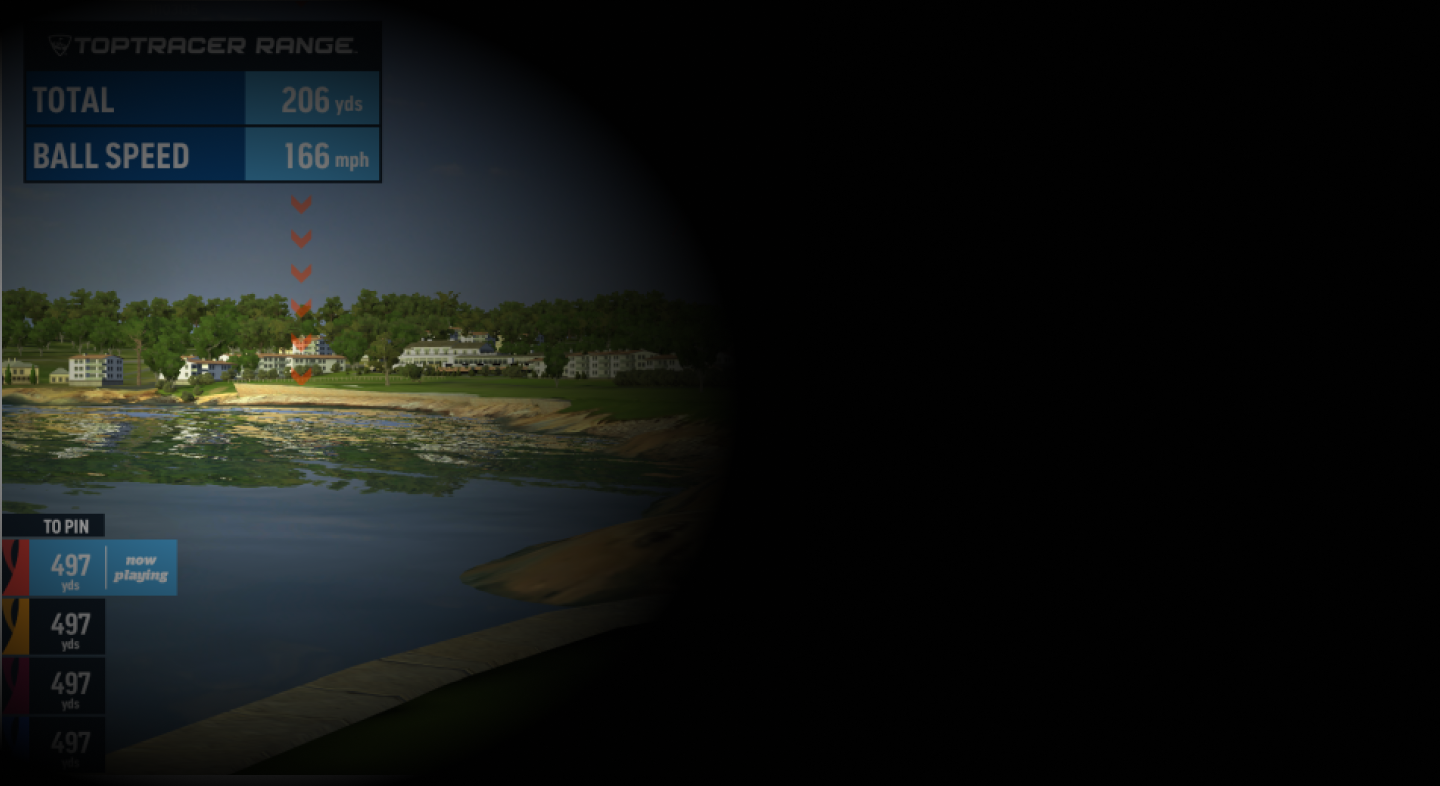 TOPTRACER RANGE
TOTAL 206 yds
BALL SPEED 166 mph
TO PIN
497 yds now playing
497 yds
497 yds
497 yds